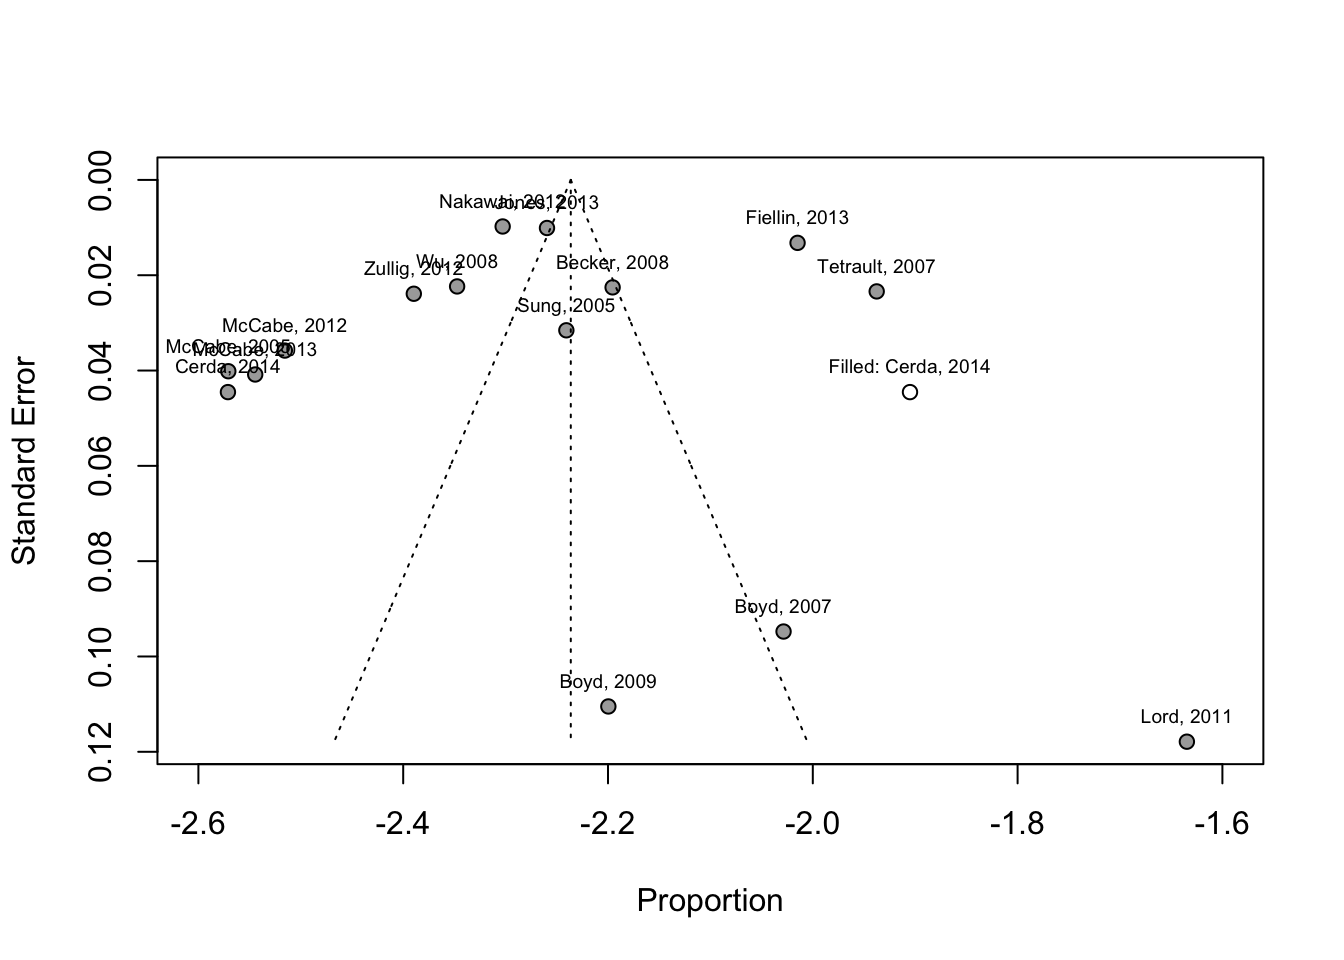 0.00
0.02
0.04
0.06
0.08
0.10
0.12
Standard Error
Nakawai, 2012
Jones, 2013
Fiellin, 2013
Wu, 2008
Becker, 2008
Zullig, 2012
Tetrault, 2007
Sung, 2005
McCabe, 2012
McCabe, 2005
McCabe, 2013
Cerda, 2014
Filled: Cerda, 2014
Boyd, 2007
Boyd, 2009
Lord, 2011
-2.6
-2.4
-2.2
-2.0
-1.8
-1.6
Proportion